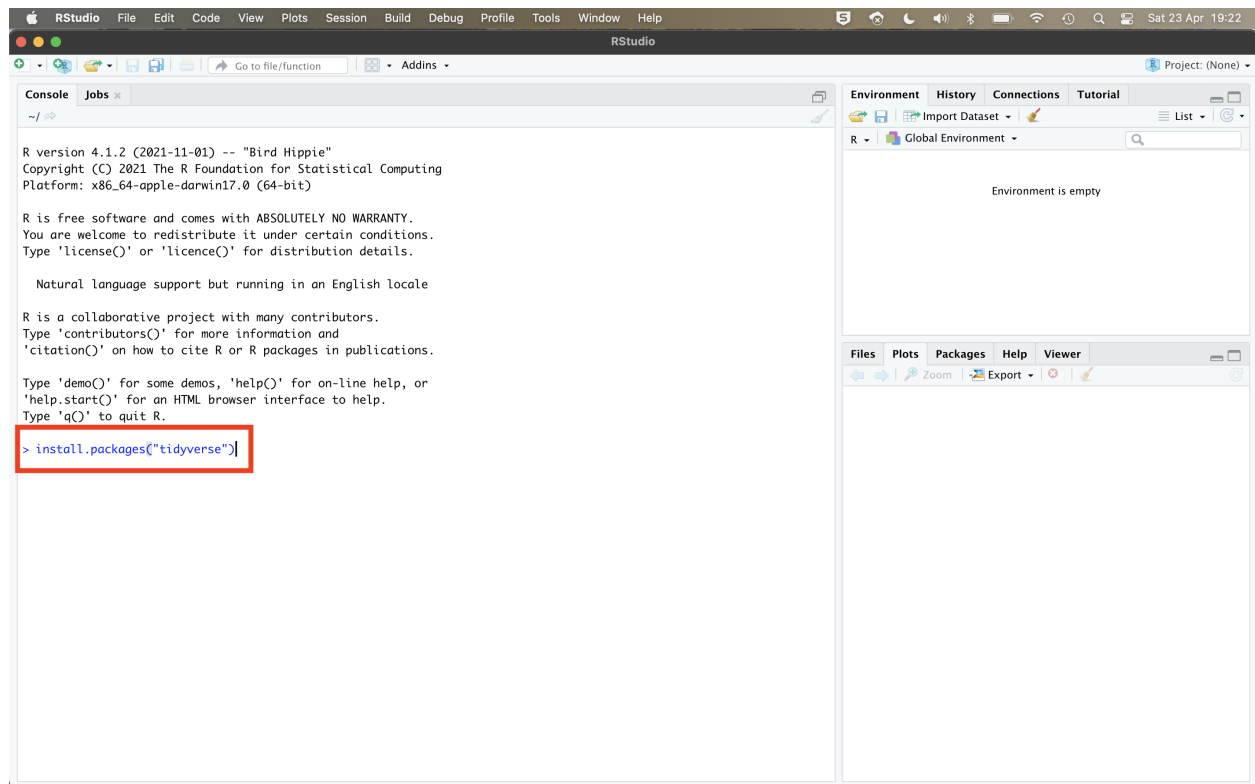 RStudio File Edit Code View Plots Session Build Debug Profile Tools Window Help Sat 23 Apr 19:22
RStudio
Go to file/function Addins Project: (None)
Console Jobs
~/
R version 4.1.2 (2021-11-01) -- "Bird Hippie"
Copyright (C) 2021 The R Foundation for Statistical Computing
Platform: x86_64-apple-darwin17.0 (64-bit)
R is free software and comes with ABSOLUTELY NO WARRANTY.
You are welcome to redistribute it under certain conditions.
Type 'license()' or 'licence()' for distribution details.
Natural language support but running in an English locale
R is a collaborative project with many contributors.
Type 'contributors()' for more information and
'citation()' on how to cite R or R packages in publications.
Type 'demo()' for some demos, 'help()' for on-line help, or
'help.start()' for an HTML browser interface to help.
Type 'q()' to quit R.
> install.packages("tidyverse")
Environment History Connections Tutorial
Import Dataset List
R Global Environment
Environment is empty
Files Plots Packages Help Viewer
Zoom Export